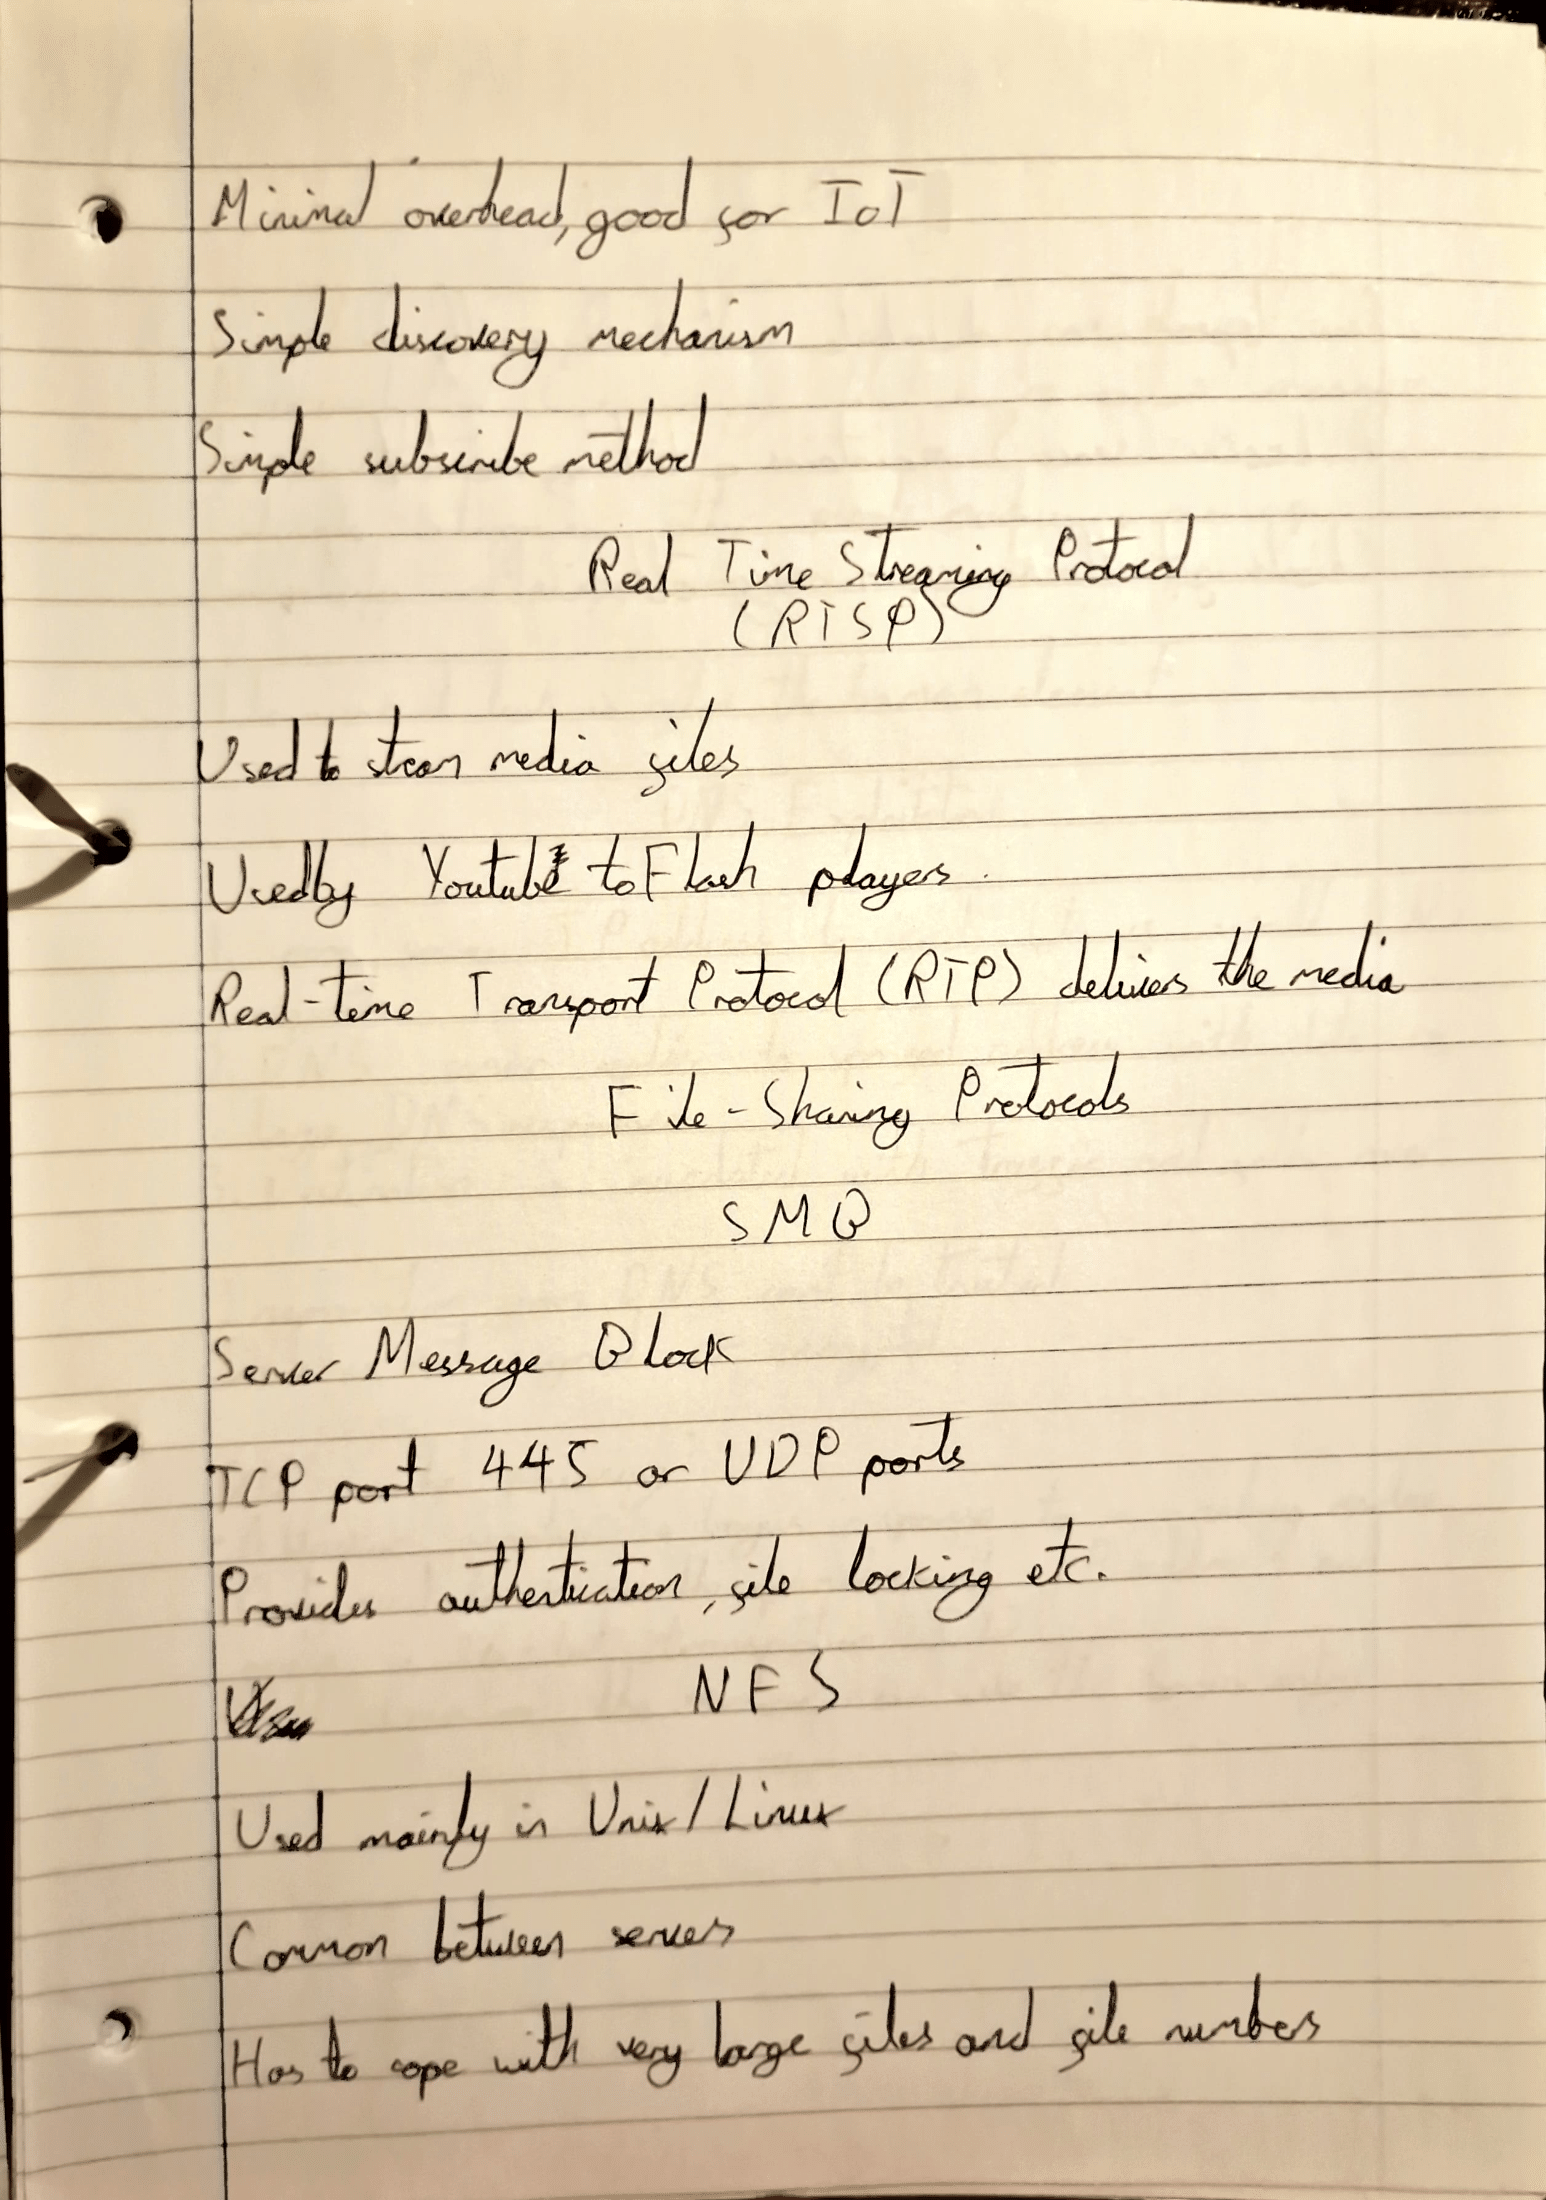 Minimal overhead, good for IoT
Simple discovery mechanism
Simple subscribe method
Real Time Streaming Protocol
(RTSP)
Used to steam media files
Used by Youtube to Flash players.
Real-time Transport Protocol (RTP) delivers the media
File-Sharing Protocols
SMB
Server Message Block
TCP port 445 or UDP ports
Provides authentication, file locking etc.
NFS
Used mainly in Unix/Linux
Common between servers
Has to cope with very large files and file numbers